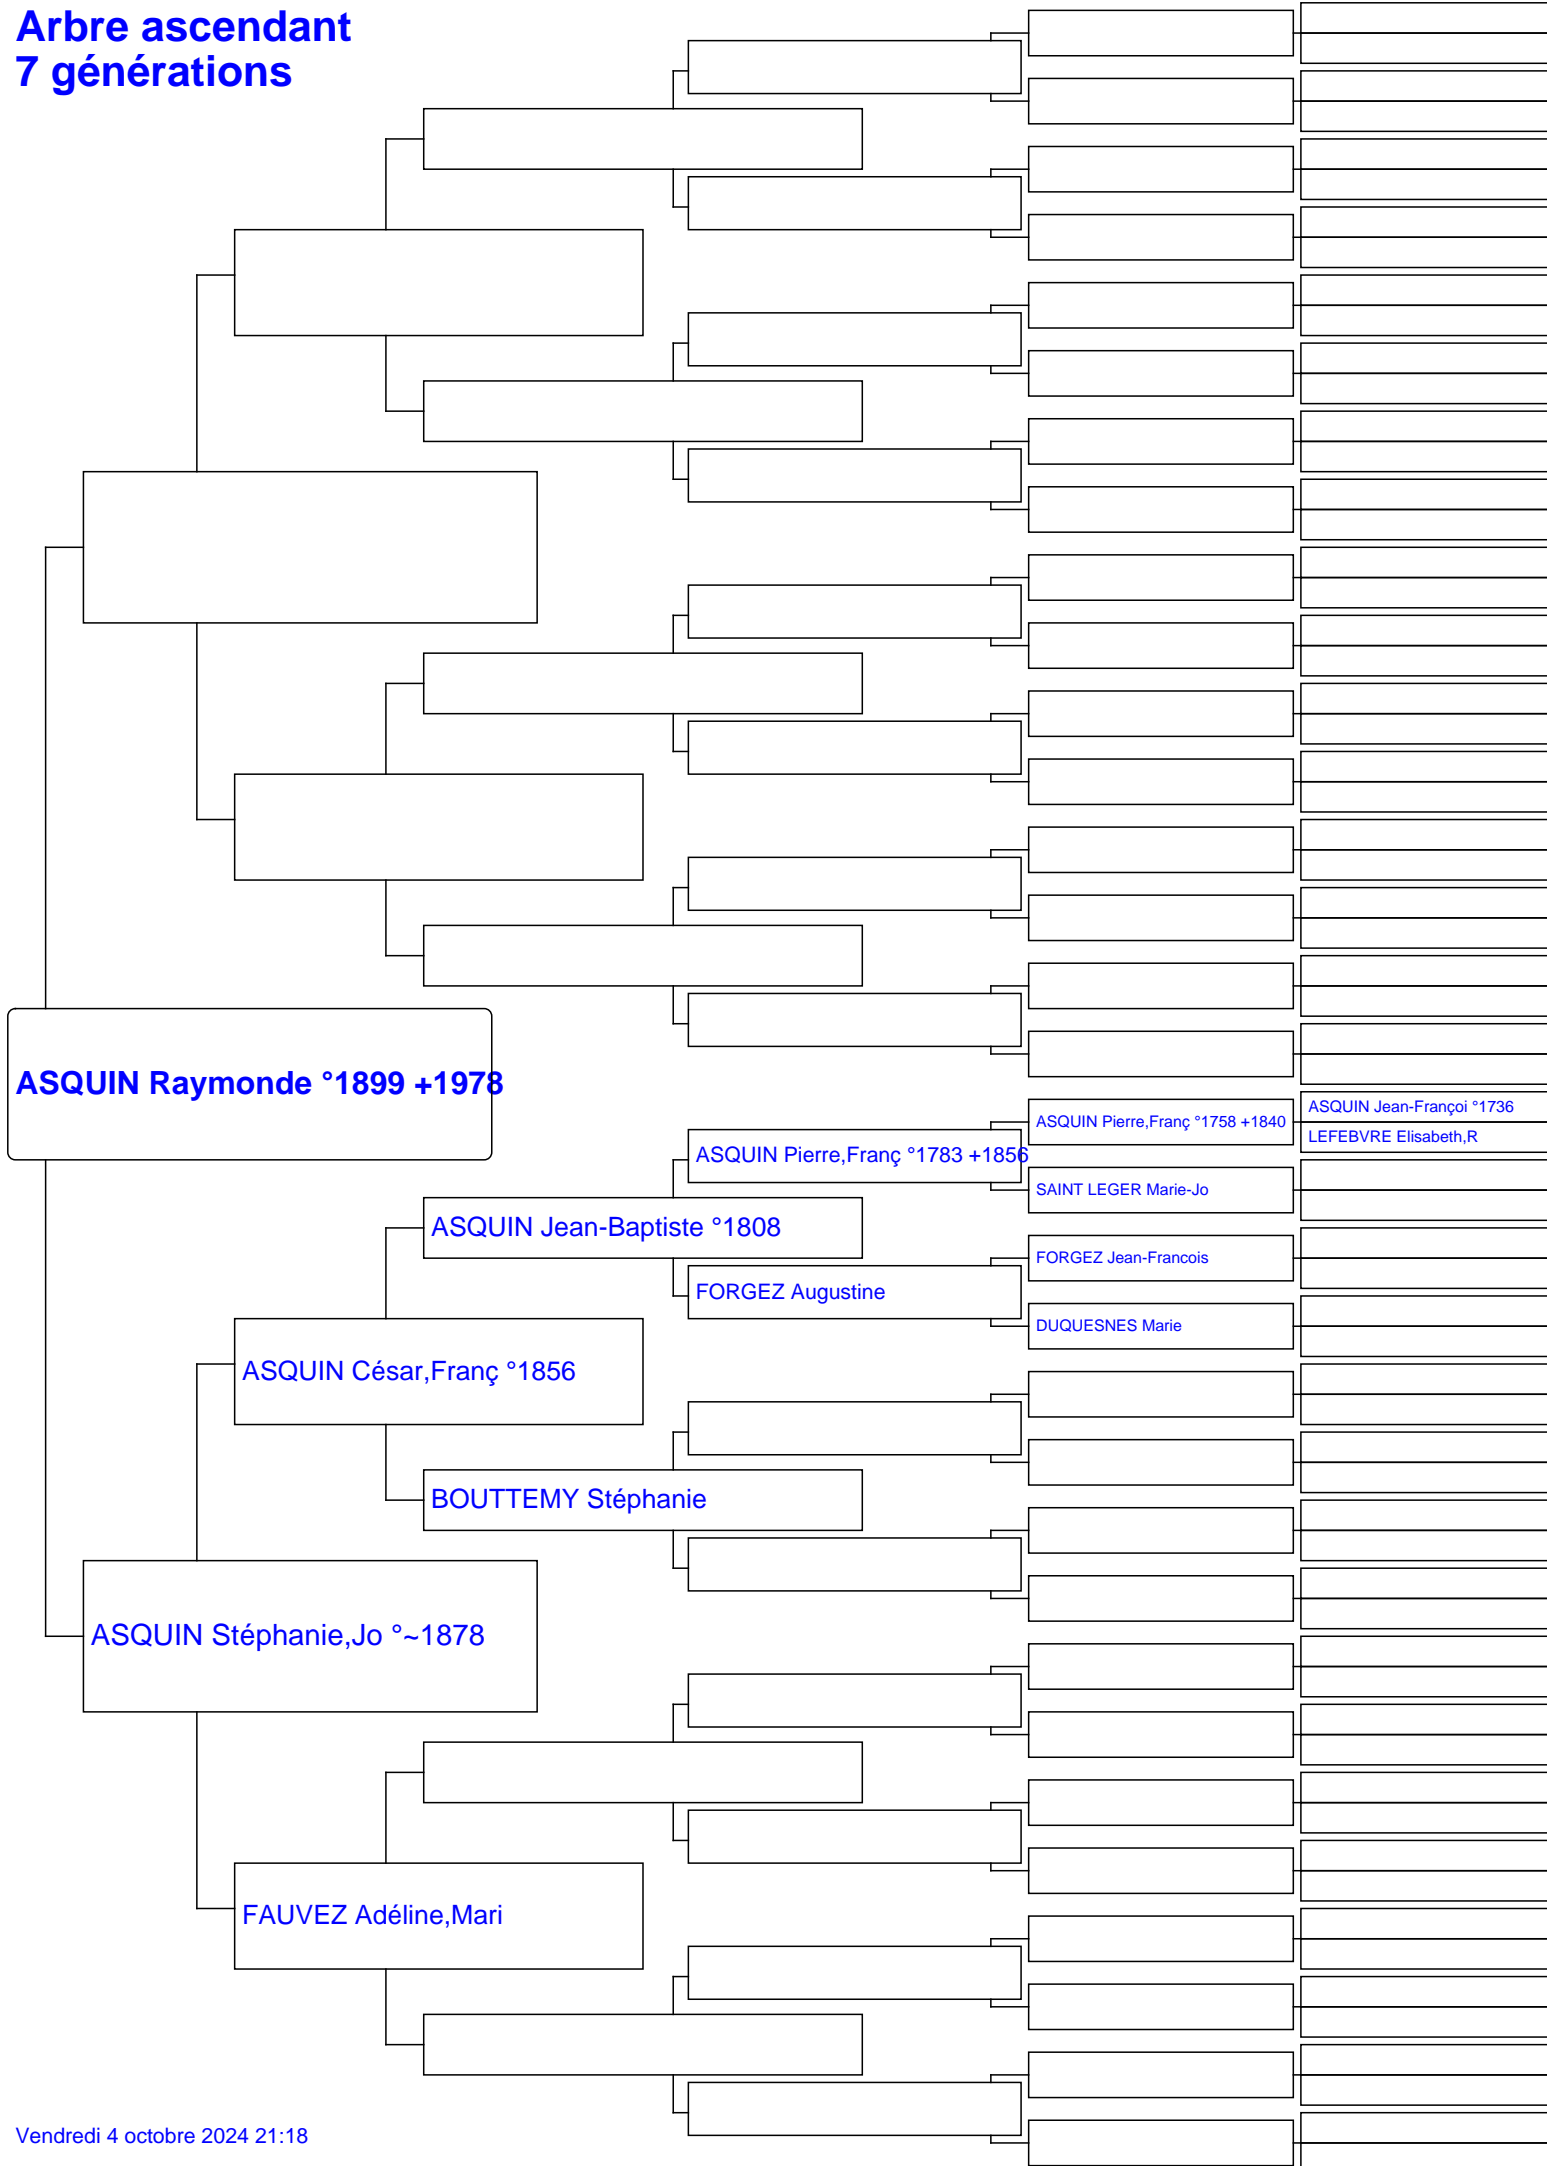 Arbre ascendant
7 générations
ASQUIN Raymonde °1899 +1978
ASQUIN Jean-Françoi °1736
ASQUIN Pierre,Franç °1758 +1840
LEFEBVRE Elisabeth,R
ASQUIN Pierre,Franç °1783 +1856
SAINT LEGER Marie-Jo
ASQUIN Jean-Baptiste °1808
FORGEZ Jean-Francois
FORGEZ Augustine
DUQUESNES Marie
ASQUIN César,Franç °1856
BOUTTEMY Stéphanie
ASQUIN Stéphanie,Jo °~1878
FAUVEZ Adéline,Mari
Vendredi 4 octobre 2024 21:18